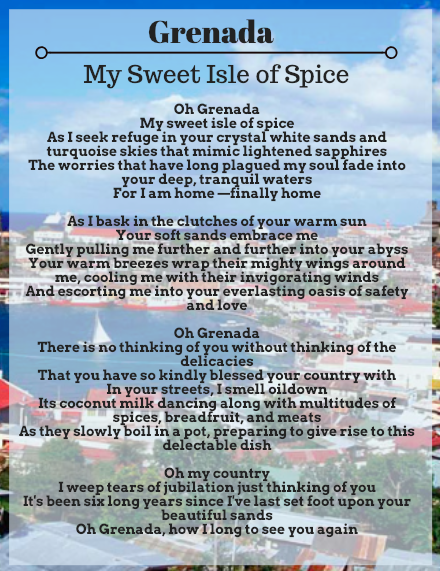 Grenada
My Sweet Isle of Spice
Oh Grenada
My sweet isle of spice
As I seek refuge in your crystal white sands and
turquoise skies that mimic lightened sapphires
The worries that have long plagued my soul fade into
your deep, tranquil waters
For I am home —finally home
As I bask in the clutches of your warm sun
Your soft sands embrace me
Gently pulling me further and further into your abyss
Your warm breezes wrap their mighty wings around
me, cooling me with their invigorating winds
And escorting me into your everlasting oasis of safety
and love
Oh Grenada
There is no thinking of you without thinking of the
delicacies
That you have so kindly blessed your country with
In your streets, I smell oildown
Its coconut milk dancing along with multitudes of
spices, breadfruit, and meats
As they slowly boil in a pot, preparing to give rise to this
delectable dish
Oh my country
I weep tears of jubilation just thinking of you
It's been six long years since I've last set foot upon your
beautiful sands
Oh Grenada, how I long to see you again